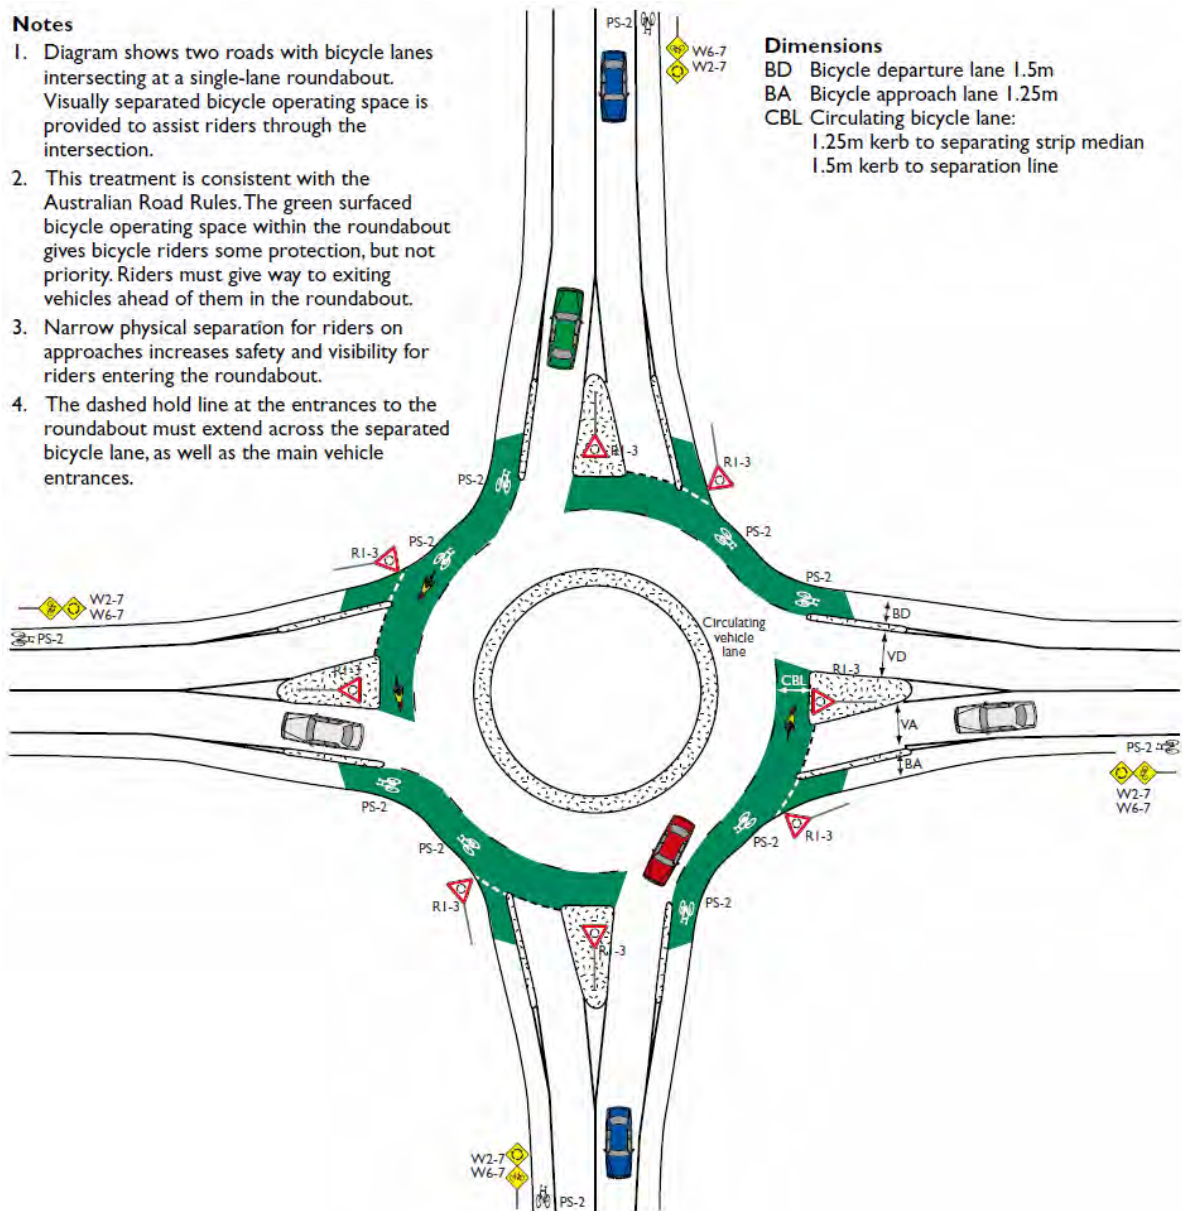 Notes
1. Diagram shows two roads with bicycle lanes
intersecting at a single-lane roundabout.
Visually separated bicycle operating space is
provided to assist riders through the
intersection.
2. This treatment is consistent with the
Australian Road Rules. The green surfaced
bicycle operating space within the roundabout
gives bicycle riders some protection, but not
priority. Riders must give way to exiting
vehicles ahead of them in the roundabout.
3. Narrow physical separation for riders on
approaches increases safety and visibility for
riders entering the roundabout.
4. The dashed hold line at the entrances to the
roundabout must extend across the separated
bicycle lane, as well as the main vehicle
entrances.
PS-2
W6-7
W2-7
Dimensions
BD Bicycle departure lane 1.5m
BA Bicycle approach lane 1.25m
CBL Circulating bicycle lane:
1.25m kerb to separating strip median
1.5m kerb to separation line
R1-3
R1-3
PS-2
PS-2
R1-3
PS-2
PS-2
W2-7
W6-7
PS-2
BD
Circulating
vehicle
lane
VD
R1-3
R1-3
CBL
VA
PS-2
BA
W2-7
W6-7
PS-2
PS-2
R1-3
PS-2
PS-2
R1-3
R1-3
W2-7
W6-7
PS-2